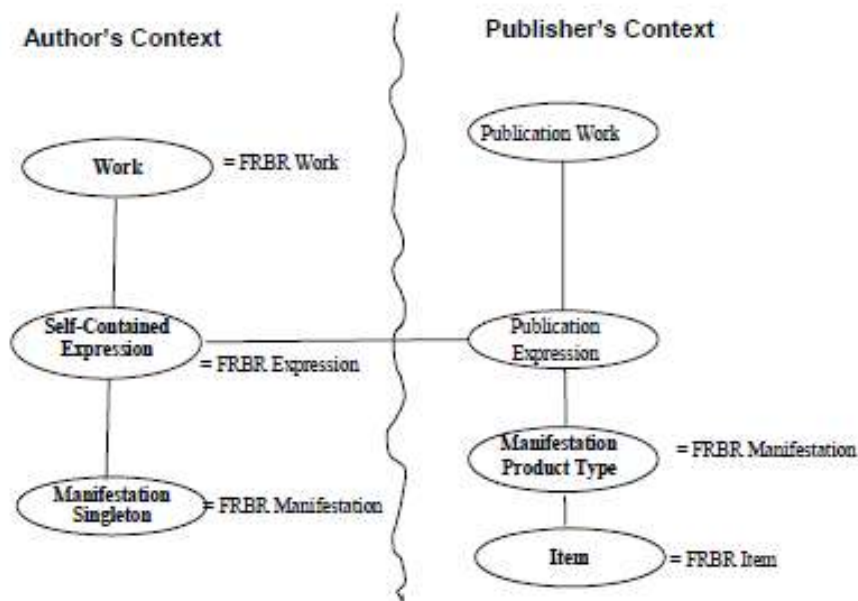 Author's Context
Publisher's Context
Publication Work
Work
= FRBR Work
Self-Contained
Expression
= FRBR Expression
Publication
Expression
Manifestation
Product Type
= FRBR Manifestation
Manifestation
Singleton
= FRBR Manifestation
Item
= FRBR Item